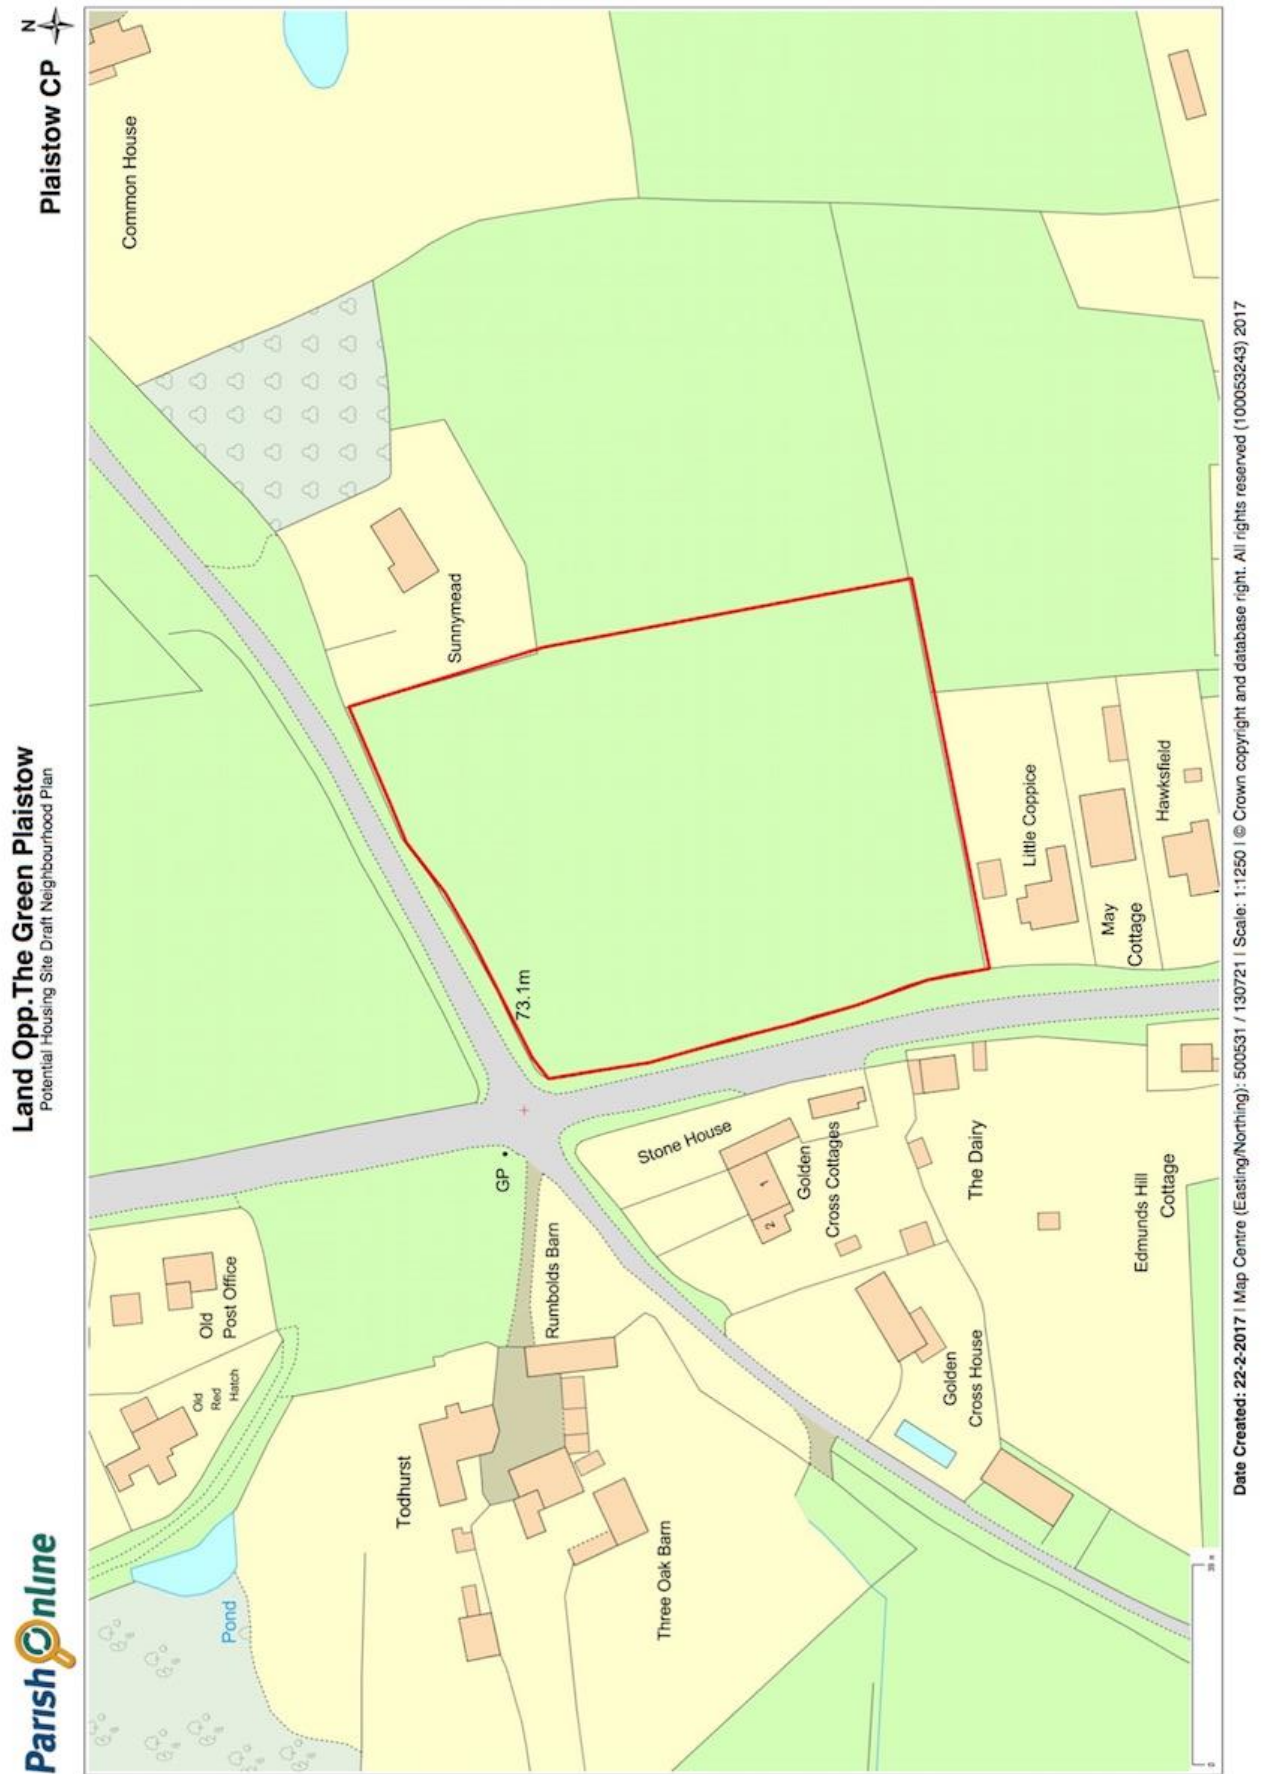 Parish Online
Land Opp.The Green Plaistow
Potential Housing Site Draft Neighbourhood Plan
Plaistow CP
N
Pond
Old
Red
Hatch
Old
Post Office
Common House
Todhurst
GP
Sunnymead
73.1m
Rumbolds Barn
Three Oak Barn
Stone House
1
2
Golden
Cross Cottages
Golden
Cross House
The Dairy
Little Coppice
May
Cottage
Hawksfield
Edmunds Hill
Cottage
0
Date Created: 22-2-2017 | Map Centre (Easting/Northing): 500531 / 130721 | Scale: 1:1250 | © Crown copyright and database right. All rights reserved (100053243) 2017